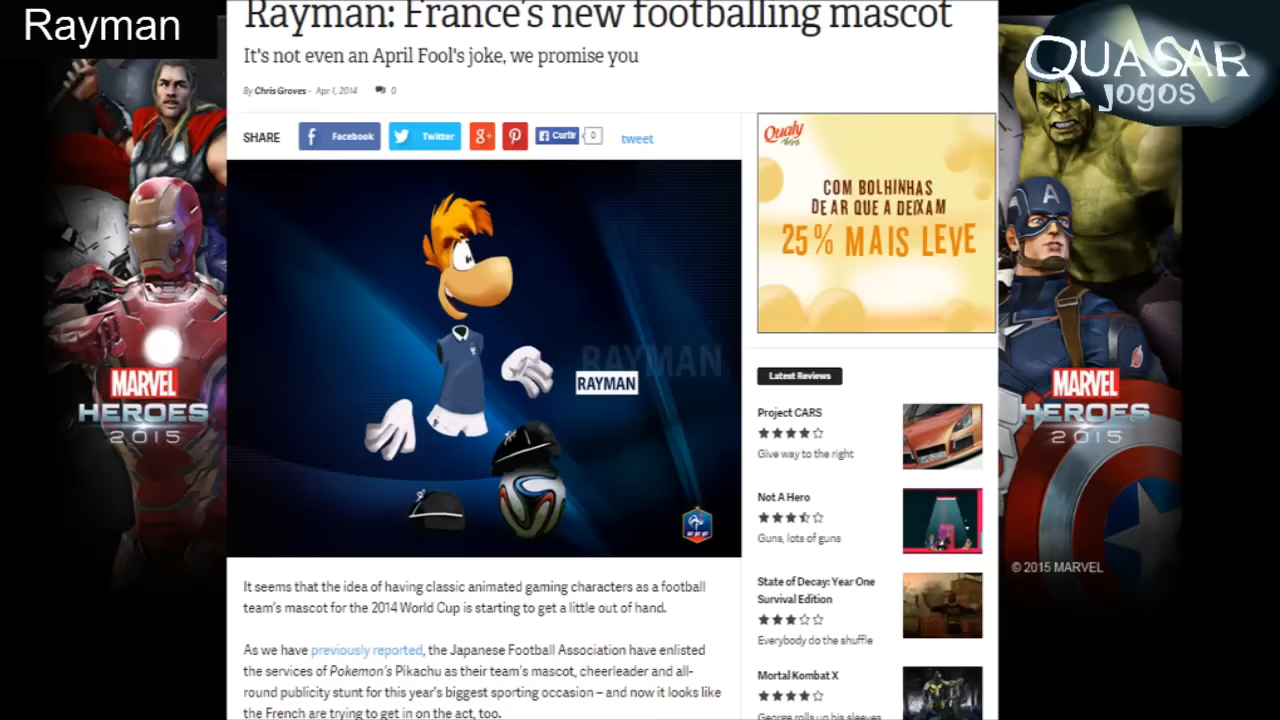 Rayman
Rayman: France's new footballing mascot
It's not even an April Fool's joke, we promise you
By Chris Groves - Apr 1, 2014 0
SHARE
Facebook
Twitter
g+
Curtir
0
tweet
RAYMAN
RAYMAN
It seems that the idea of having classic animated gaming characters as a football
team's mascot for the 2014 World Cup is starting to get a little out of hand.
As we have previously reported, the Japanese Football Association have enlisted
the services of Pokemon's Pikachu as their team's mascot, cheerleader and all-
round publicity stunt for this year's biggest sporting occasion – and now it looks like
the French are trying to get in on the act, too.
Qualy
COM BOLHINHAS
DE AR QUE A DEIXAM
25% MAIS LEVE
Latest Reviews
Project CARS
Give way to the right
Not A Hero
Guns, lots of guns
State of Decay: Year One
Survival Edition
Everybody do the shuffle
Mortal Kombat X
George rolls up his sleeves
MARVEL
HEROES
2015
A
MARVEL
HEROES
2015
© 2015 MARVEL
QUASAR
jogos